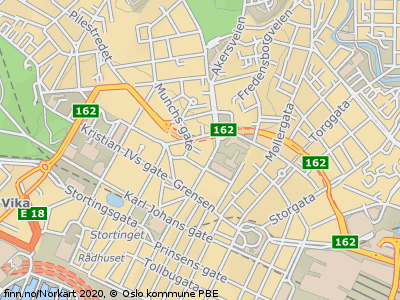 Pilestredet
Akersveien
Fredensborgveien
162
Munchs gate
162
Torggata
Møllergata
Kristian IVs gate
162
Grensen
Vika
E 18
Stortingsgata
Karl Johans gate
Storgata
Stortinget
162
Prinsens gate
Rådhuset
Tollbugata
finn.no/Norkart 2020, © Oslo kommune PBE